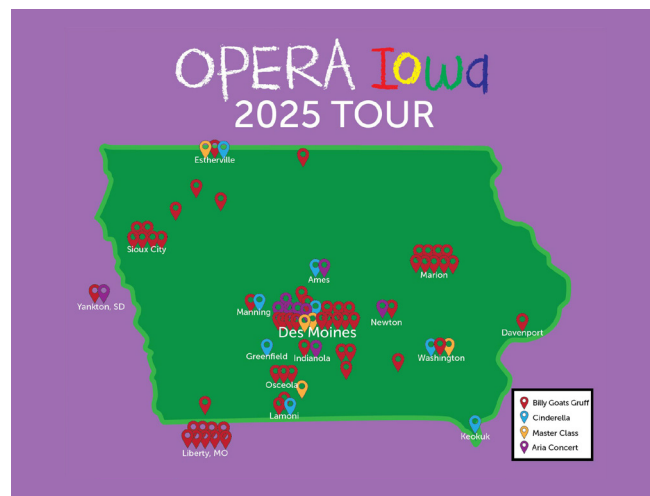 OPERA Iowa
2025 TOUR
Estherville
Sioux City
Ames
Marion
Yankton, SD
Manning
Newton
Des Moines
Davenport
Greenfield
Indianola
Washington
Osceola
Lamoni
Keokuk
Liberty, MO
Billy Goats Gruff
Cinderella
Master Class
Aria Concert